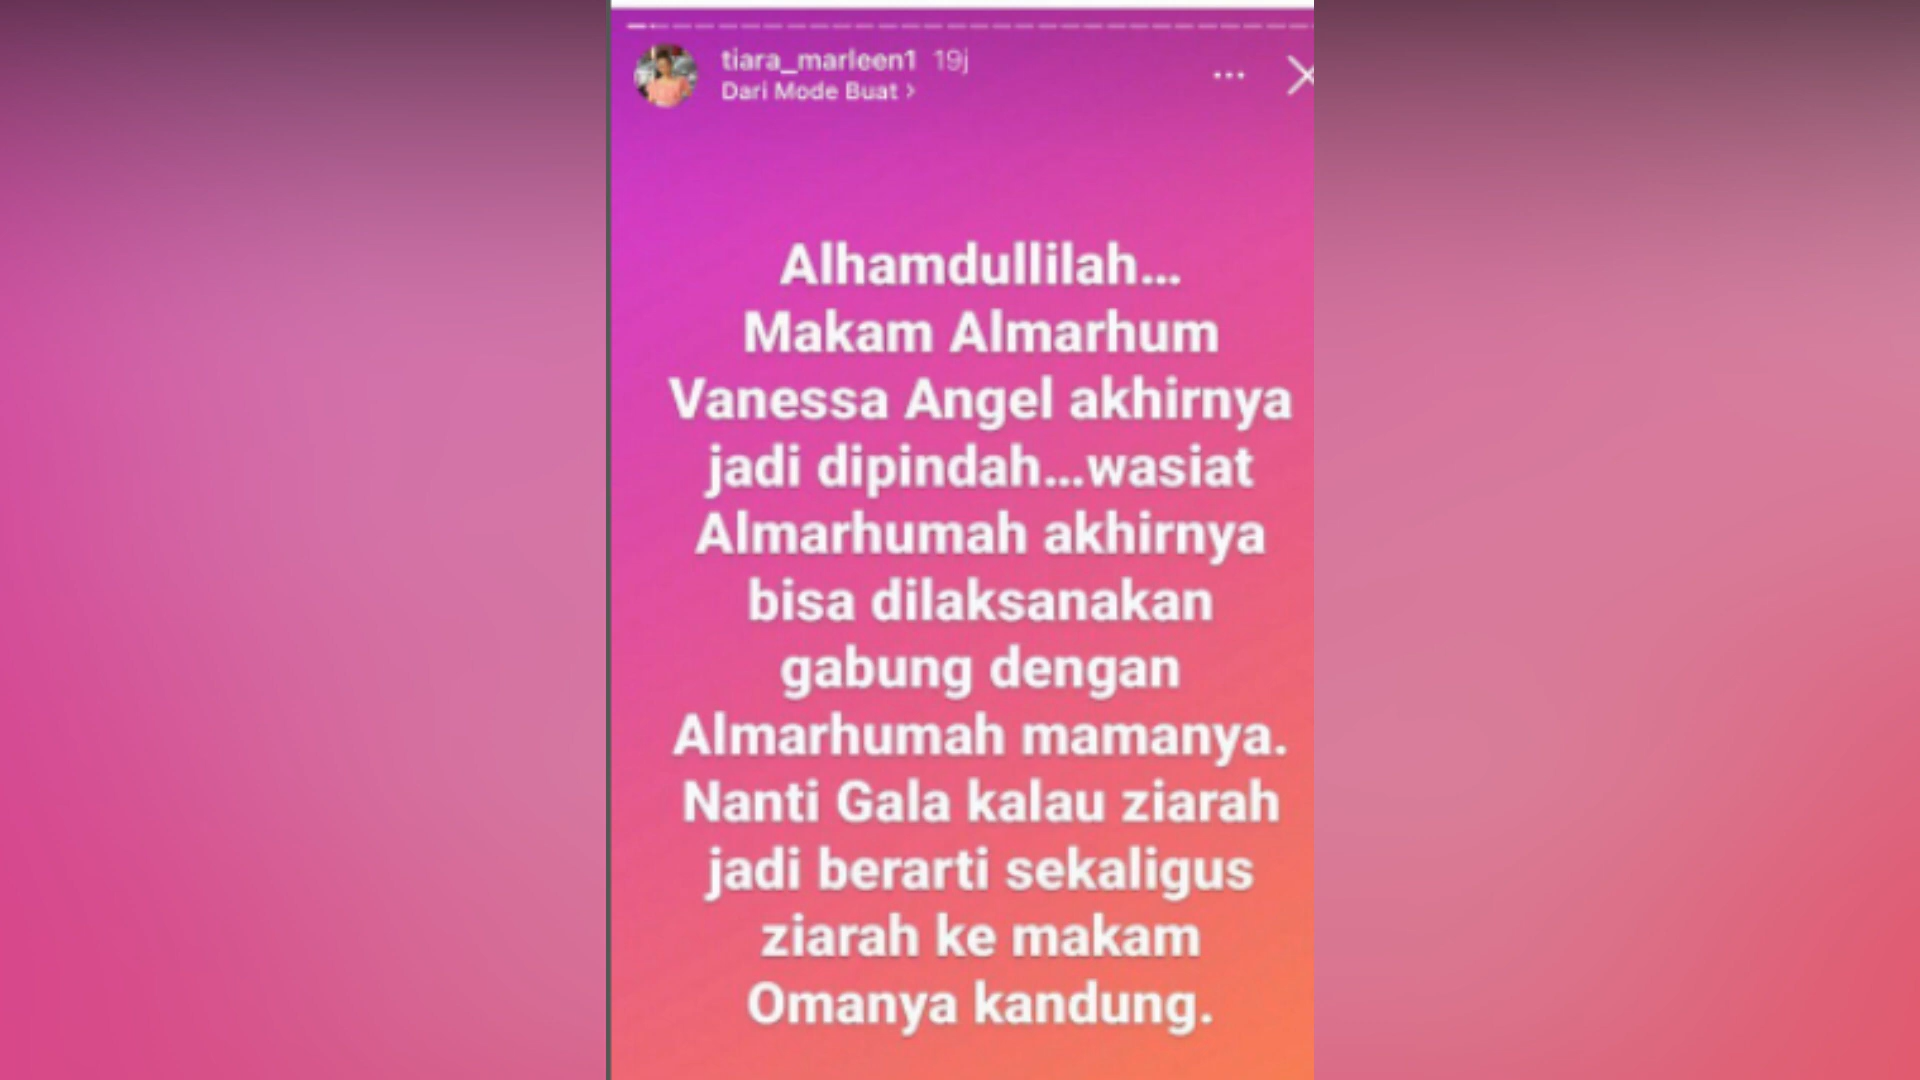 tiara_marleen1 19j
Dari Mode Buat >
Alhamdullilah...
Makam Almarhum
Vanessa Angel akhirnya
jadi dipindah...wasiat
Almarhumah akhirnya
bisa dilaksanakan
gabung dengan
Almarhumah mamanya.
Nanti Gala kalau ziarah
jadi berarti sekaligus
ziarah ke makam
Omanya kandung.